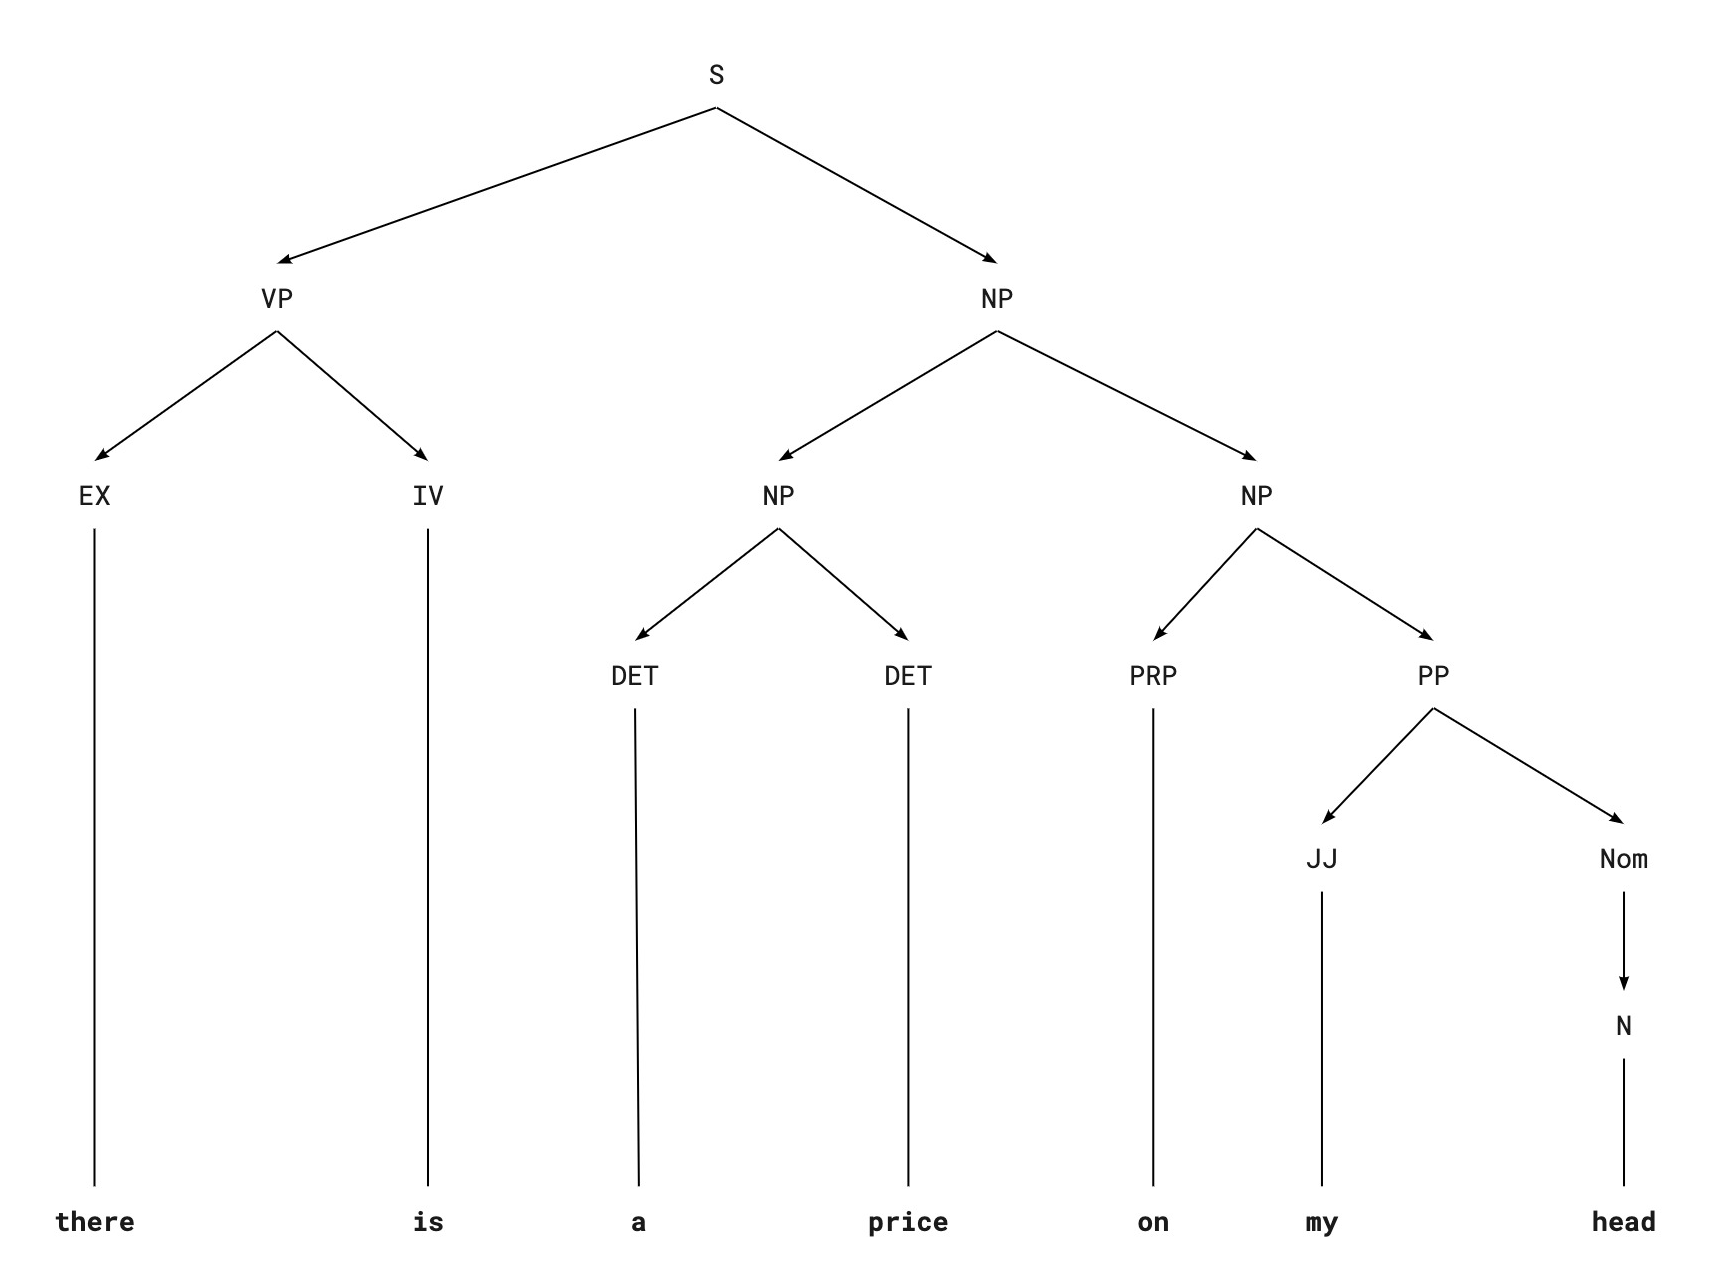 S
VP NP
EX IV NP NP
DET DET PRP PP
JJ Nom
N
there is a price on my head